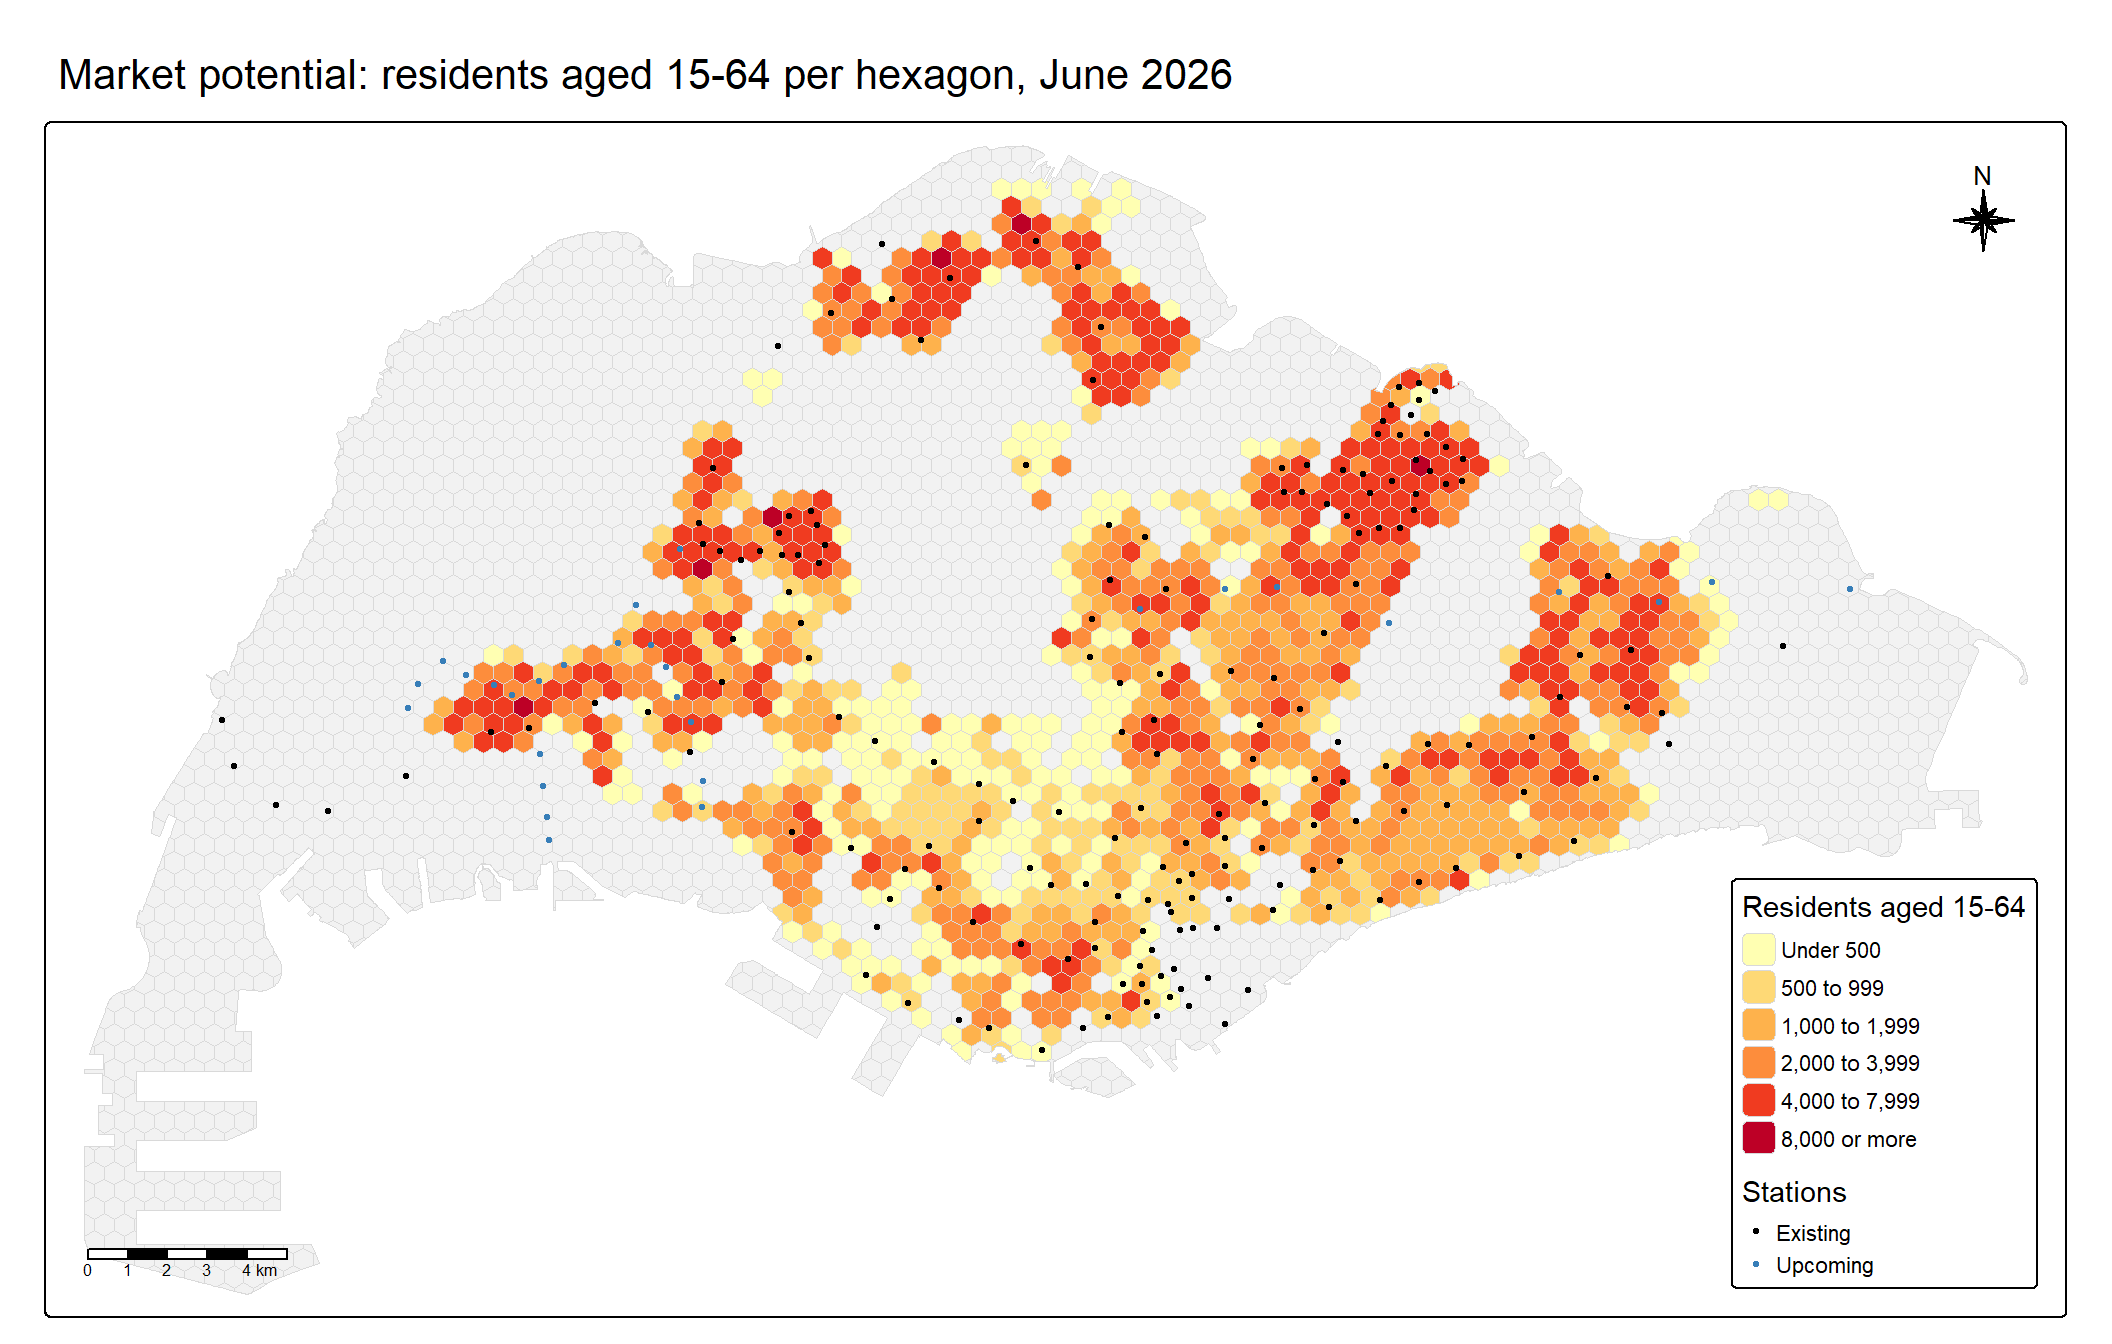 Market potential: residents aged 15-64 per hexagon, June 2026
N
Residents aged 15-64
Under 500
500 to 999
1,000 to 1,999
2,000 to 3,999
4,000 to 7,999
8,000 or more
Stations
Existing
Upcoming
0 1 2 3 4 km